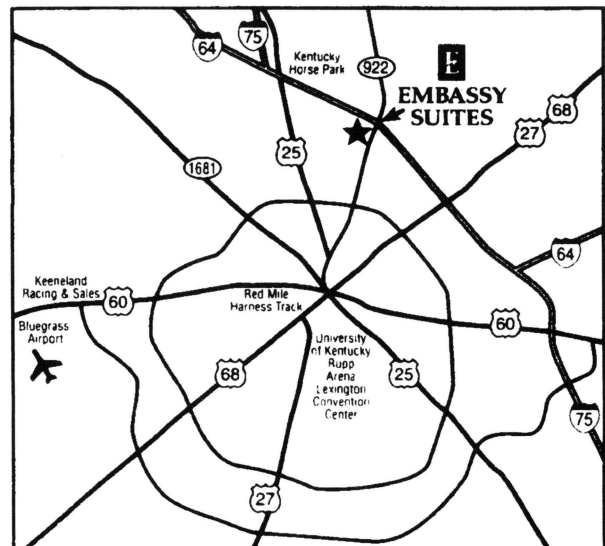 75
64
Kentucky
Horse Park
922
E
EMBASSY
SUITES
68
27
25
1681
64
Keeneland
Racing & Sales
60
Red Mile
Harness Track
60
Bluegrass
Airport
University
of Kentucky
Rupp
Arena
Lexington
Convention
Center
68
25
75
27